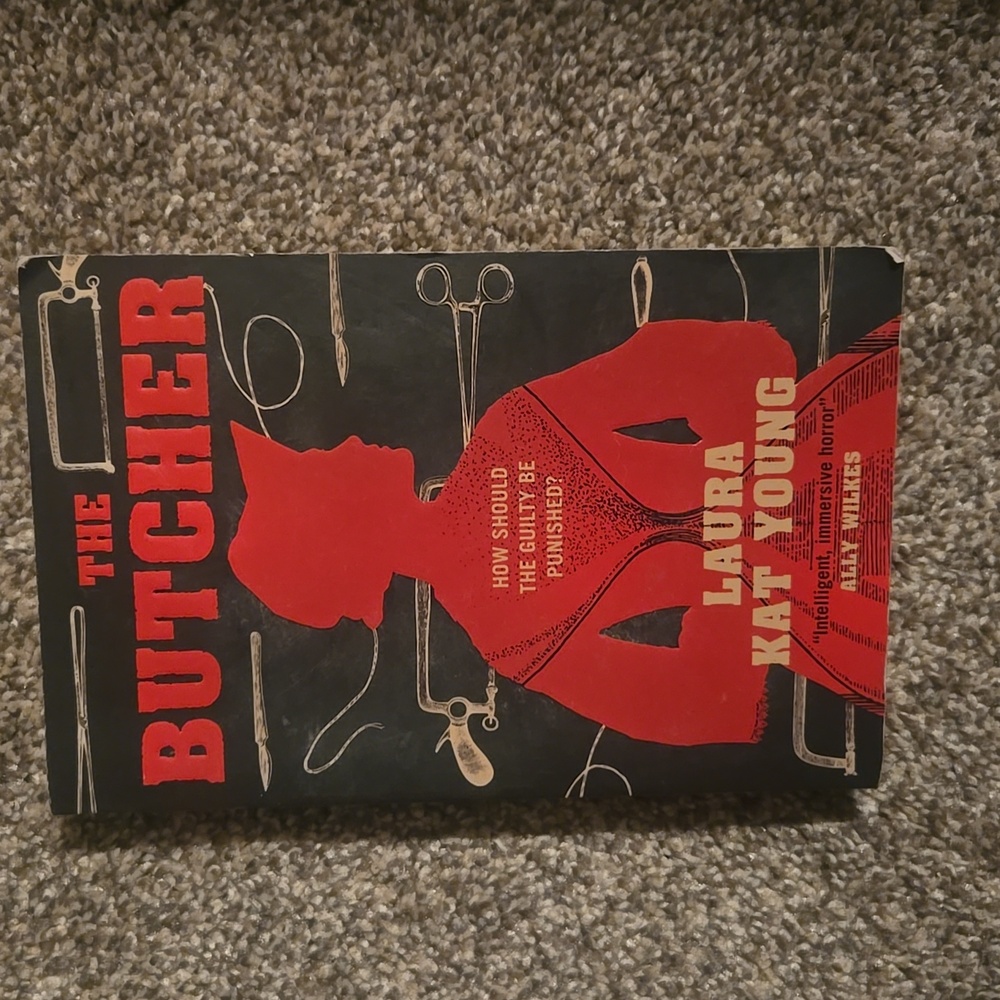 THE
BUTCHER
HOW SHOULD
THE GUILTY BE
PUNISHED?
LAURA
KAT YOUNG
"Intelligent, immersive horror"
ALLY WILKES